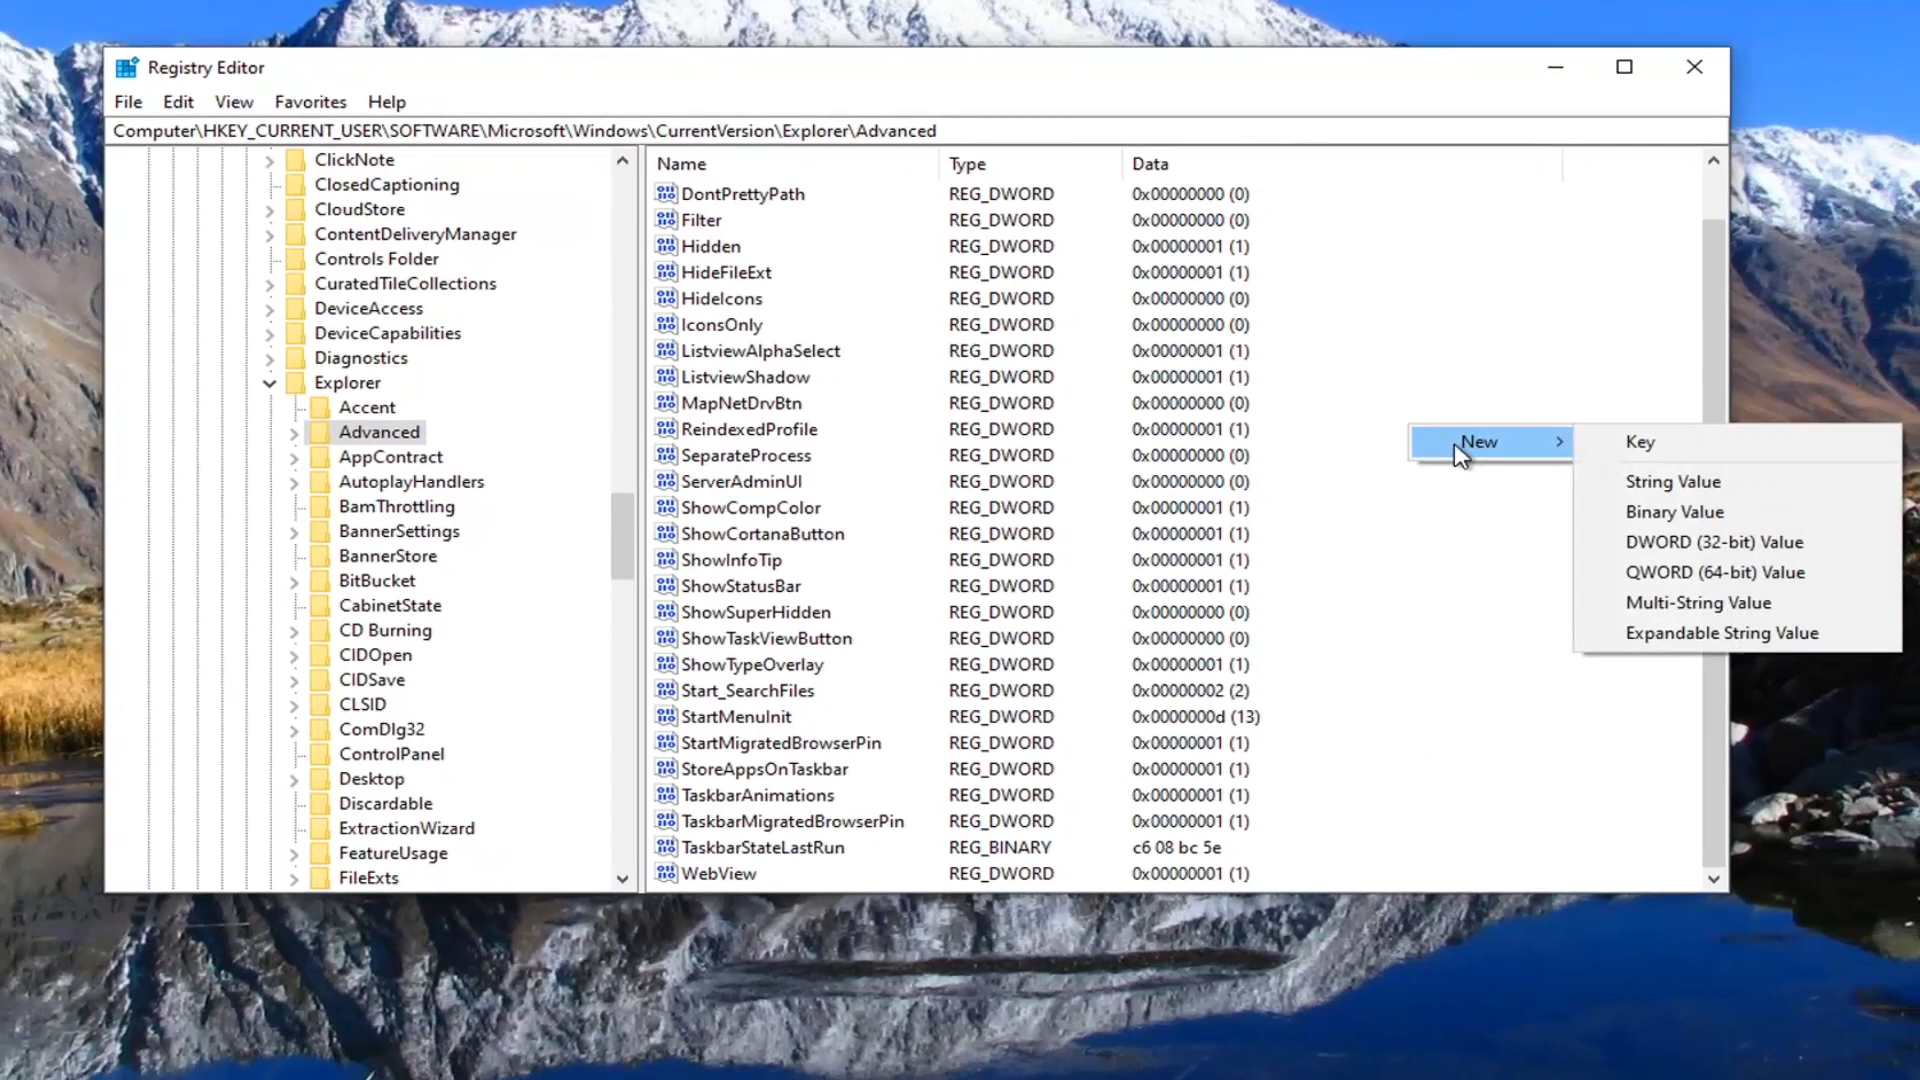 Registry Editor
File Edit View Favorites Help
Computer\HKEY_CURRENT_USER\SOFTWARE\Microsoft\Windows\CurrentVersion\Explorer\Advanced
ClickNote
ClosedCaptioning
CloudStore
ContentDeliveryManager
Controls Folder
CuratedTileCollections
DeviceAccess
DeviceCapabilities
Diagnostics
Explorer
Accent
Advanced
AppContract
AutoplayHandlers
BamThrottling
BannerSettings
BannerStore
BitBucket
CabinetState
CD Burning
CIDOpen
CIDSave
CLSID
ComDlg32
ControlPanel
Desktop
Discardable
ExtractionWizard
FeatureUsage
FileExts
Name Type Data
DontPrettyPath REG_DWORD 0x00000000 (0)
Filter REG_DWORD 0x00000000 (0)
Hidden REG_DWORD 0x00000001 (1)
HideFileExt REG_DWORD 0x00000001 (1)
HideIcons REG_DWORD 0x00000000 (0)
IconsOnly REG_DWORD 0x00000000 (0)
ListviewAlphaSelect REG_DWORD 0x00000001 (1)
ListviewShadow REG_DWORD 0x00000001 (1)
MapNetDrvBtn REG_DWORD 0x00000000 (0)
ReindexedProfile REG_DWORD 0x00000001 (1)
SeparateProcess REG_DWORD 0x00000000 (0)
ServerAdminUI REG_DWORD 0x00000000 (0)
ShowCompColor REG_DWORD 0x00000001 (1)
ShowCortanaButton REG_DWORD 0x00000001 (1)
ShowInfoTip REG_DWORD 0x00000001 (1)
ShowStatusBar REG_DWORD 0x00000001 (1)
ShowSuperHidden REG_DWORD 0x00000000 (0)
ShowTaskViewButton REG_DWORD 0x00000000 (0)
ShowTypeOverlay REG_DWORD 0x00000001 (1)
Start_SearchFiles REG_DWORD 0x00000002 (2)
StartMenuInit REG_DWORD 0x0000000d (13)
StartMigratedBrowserPin REG_DWORD 0x00000001 (1)
StoreAppsOnTaskbar REG_DWORD 0x00000001 (1)
TaskbarAnimations REG_DWORD 0x00000001 (1)
TaskbarMigratedBrowserPin REG_DWORD 0x00000001 (1)
TaskbarStateLastRun REG_BINARY c6 08 bc 5e
WebView REG_DWORD 0x00000001 (1)
New
Key
String Value
Binary Value
DWORD (32-bit) Value
QWORD (64-bit) Value
Multi-String Value
Expandable String Value